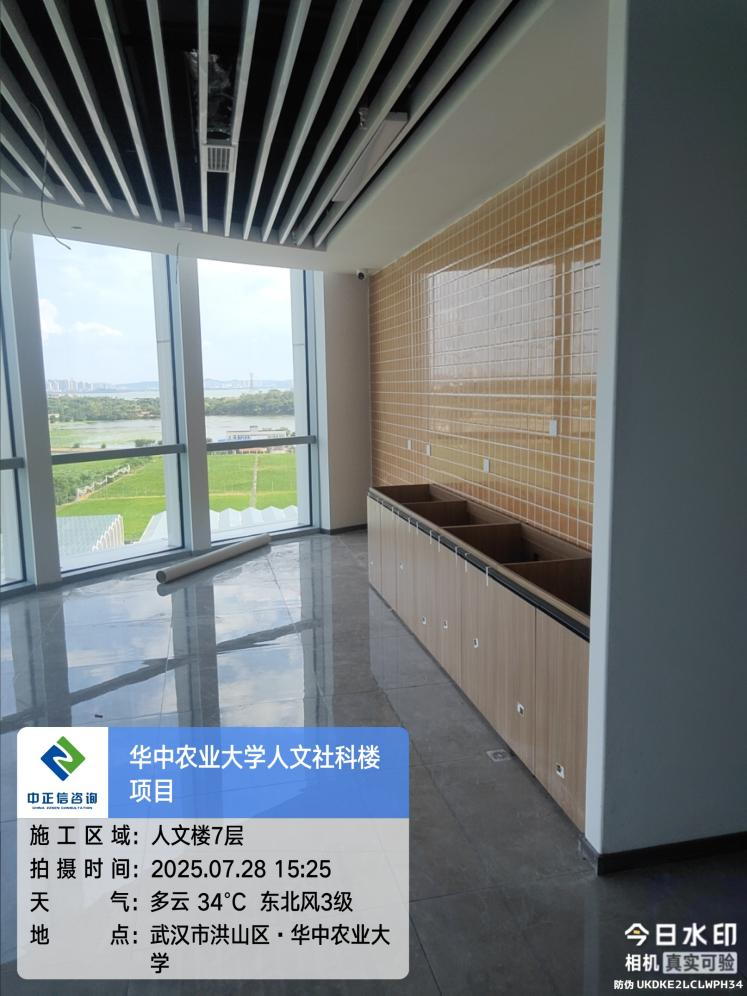 华中农业大学人文社科楼
项目
中正信咨询
施工区域：人文楼7层
拍摄时间：2025.07.28 15:25
天气：多云 34°C 东北风3级
地点：武汉市洪山区·华中农业大
学
今日水印
相机真实可验
防伪 UKDKE2LCLWPH34